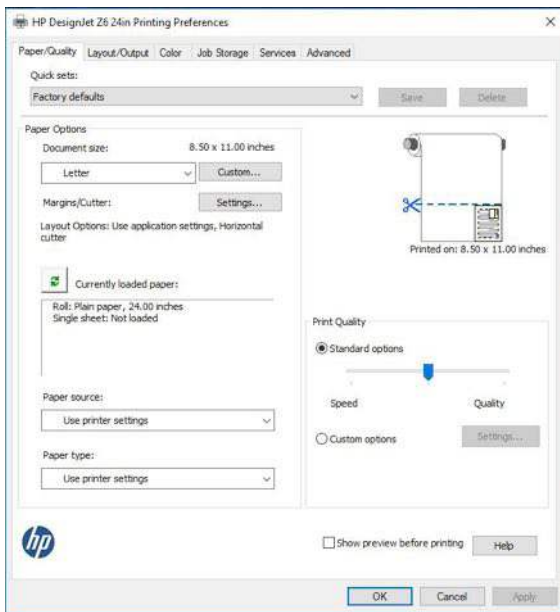 HP DesignJet Z6 24in Printing Preferences
Paper/Quality Layout/Output Color Job Storage Services Advanced
Quick sets:
Factory defaults
Save
Delete
Paper Options
Document size:
8.50 x 11.00 inches
Letter
Custom...
Margins/Cutter:
Settings...
Layout Options: Use application settings, Horizontal
cutter
Printed on: 8.50 x 11.00 inches
Currently loaded paper:
Roll: Plain paper, 24.00 inches
Single sheet: Not loaded
Paper source:
Use printer settings
Paper type:
Use printer settings
Print Quality
Standard options
Speed
Quality
Custom options
Settings...
hp
Show preview before printing
Help
OK
Cancel
Apply